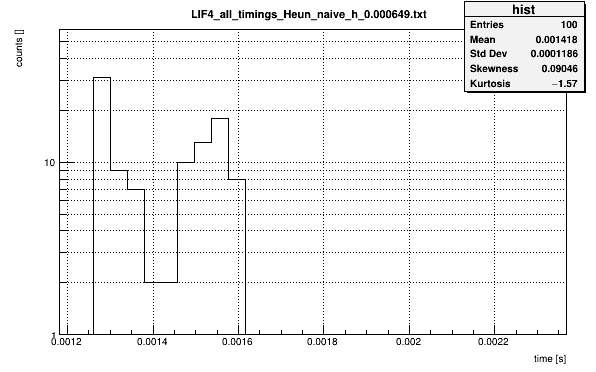 LIF4_all_timings_Heun_naive_h_0.000649.txt
hist
Entries 100
Mean 0.001418
Std Dev 0.0001186
Skewness 0.09046
Kurtosis −1.57
counts []
10
1
0.0012 0.0014 0.0016 0.0018 0.002 0.0022
time [s]